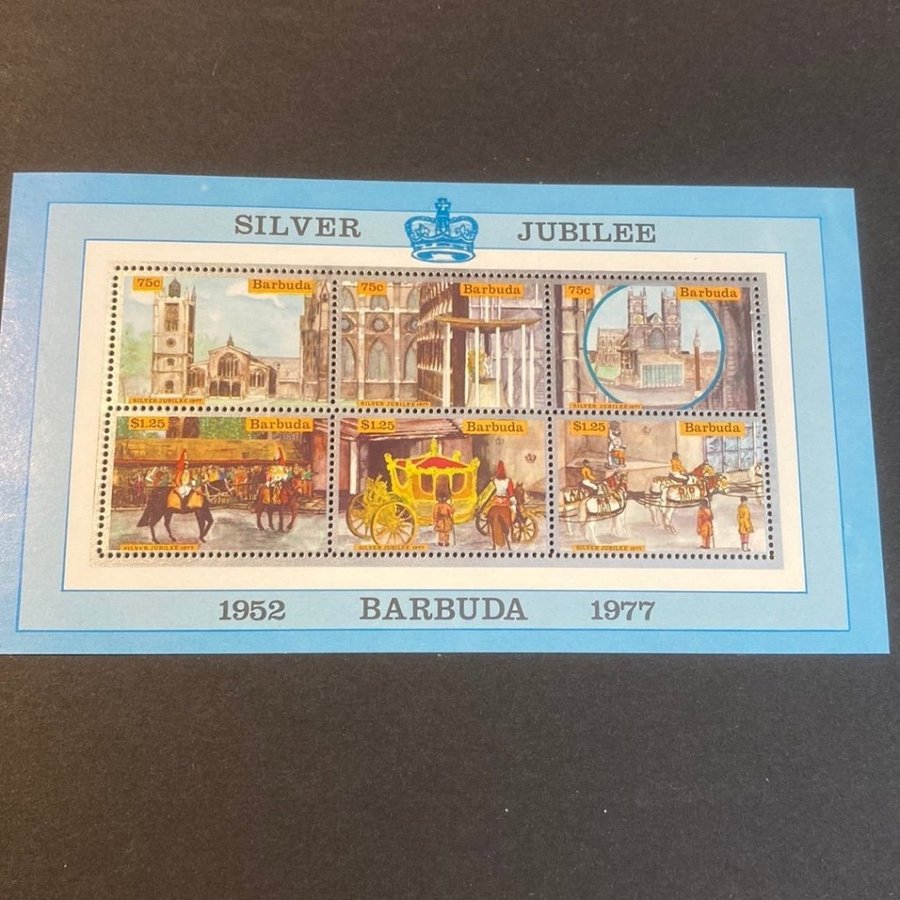 SILVER JUBILEE
75c Barbuda 75c Barbuda 75c Barbuda
SILVER JUBILEE 1977 SILVER JUBILEE 1977 SILVER JUBILEE 1977
$1.25 Barbuda $1.25 Barbuda $1.25 Barbuda
SILVER JUBILEE 1977 SILVER JUBILEE 1977 SILVER JUBILEE 1977
1952 BARBUDA 1977